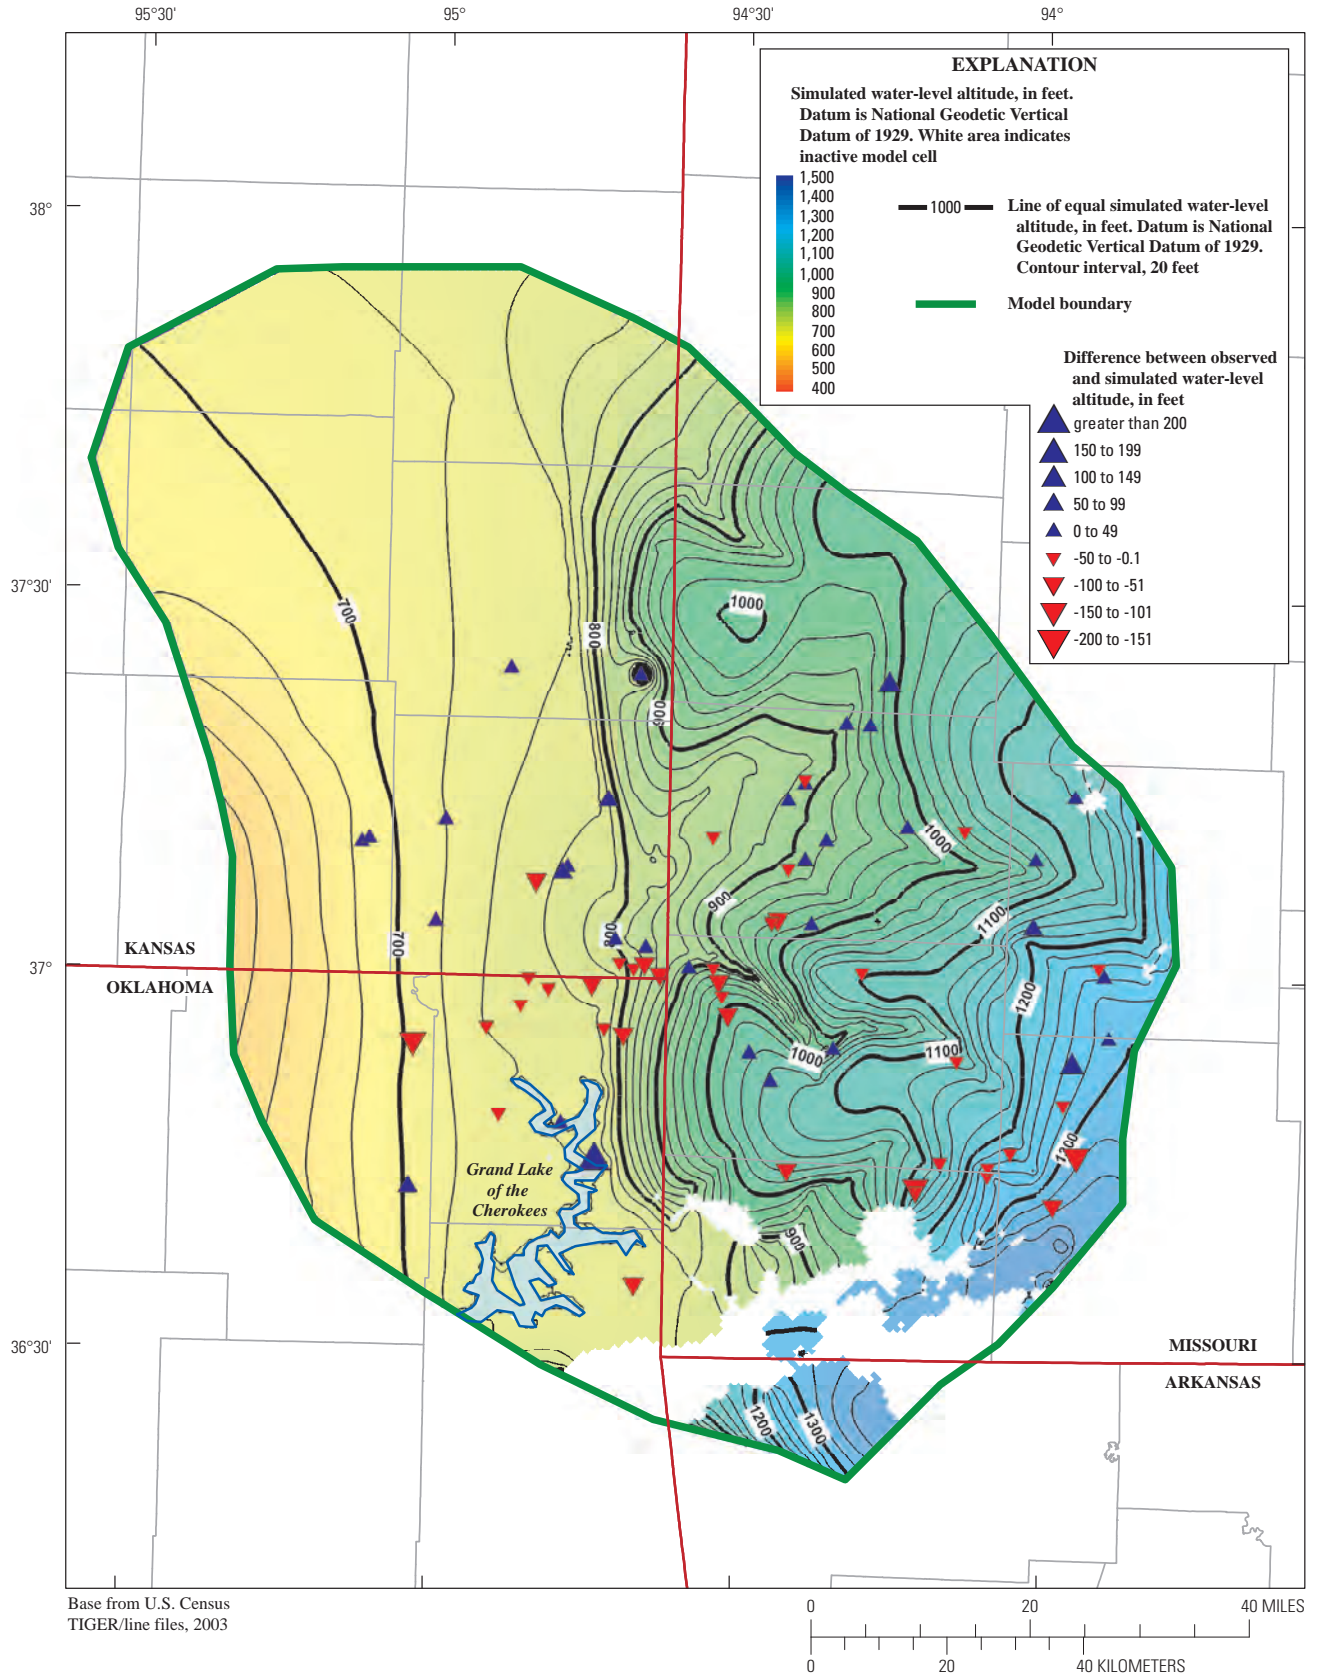 95°30'
95°
94°30'
94°
EXPLANATION
Simulated water-level altitude, in feet.
Datum is National Geodetic Vertical
Datum of 1929. White area indicates
inactive model cell
1,500
1,400
1,300
1,200
1,100
1,000
900
800
700
600
500
400
1000
Line of equal simulated water-level
altitude, in feet. Datum is National
Geodetic Vertical Datum of 1929.
Contour interval, 20 feet
Model boundary
Difference between observed
and simulated water-level
altitude, in feet
greater than 200
150 to 199
100 to 149
50 to 99
0 to 49
-50 to -0.1
-100 to -51
-150 to -101
-200 to -151
38°
37°30'
37°
36°30'
1000
700
800
900
1000
900
1100
700
800
1200
1000
1100
1300
900
1200
1300
KANSAS
OKLAHOMA
Grand Lake
of the
Cherokees
MISSOURI
ARKANSAS
Base from U.S. Census
TIGER/line files, 2003
0
20
40 MILES
0
20
40 KILOMETERS